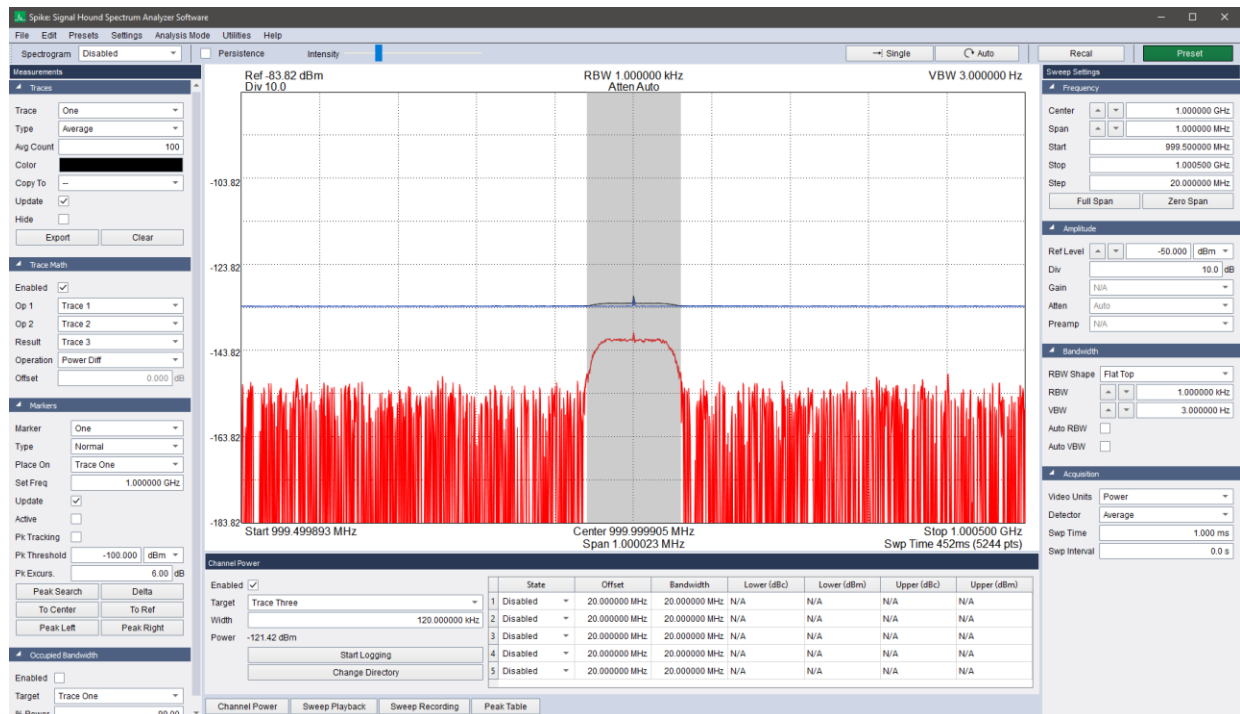 Spike: Signal Hound Spectrum Analyzer Software
File Edit Presets Settings Analysis Mode Utilities Help
Spectrogram Disabled Persistence Intensity Single Auto Recal Preset
Measurements
Traces
Trace One
Type Average
Avg Count 100
Color
Copy To --
Update
Hide
Export Clear
Trace Math
Enabled
Op 1 Trace 1
Op 2 Trace 2
Result Trace 3
Operation Power Diff
Offset 0.000 dB
Markers
Marker One
Type Normal
Place On Trace One
Set Freq 1.000000 GHz
Update
Active
Pk Tracking
Pk Threshold -100.000 dBm
Pk Excurs. 6.00 dB
Peak Search Delta
To Center To Ref
Peak Left Peak Right
Occupied Bandwidth
Enabled
Target Trace One
% Power 99.00
Ref -83.82 dBm RBW 1.000000 kHz VBW 3.000000 Hz
Div 10.0 Atten Auto
-103.82
-123.82
-143.82
-163.82
-183.82
Start 999.499893 MHz Center 999.999905 MHz Stop 1.000500 GHz
Span 1.000023 MHz Swp Time 452ms (5244 pts)
Channel Power
Enabled
Target Trace Three
Width 120.000000 kHz
Power -121.42 dBm
Start Logging
Change Directory
State Offset Bandwidth Lower (dBc) Lower (dBm) Upper (dBc) Upper (dBm)
1 Disabled 20.000000 MHz 20.000000 MHz N/A N/A N/A N/A
2 Disabled 20.000000 MHz 20.000000 MHz N/A N/A N/A N/A
3 Disabled 20.000000 MHz 20.000000 MHz N/A N/A N/A N/A
4 Disabled 20.000000 MHz 20.000000 MHz N/A N/A N/A N/A
5 Disabled 20.000000 MHz 20.000000 MHz N/A N/A N/A N/A
Channel Power Sweep Playback Sweep Recording Peak Table
Sweep Settings
Frequency
Center 1.000000 GHz
Span 1.000000 MHz
Start 999.500000 MHz
Stop 1.000500 GHz
Step 20.000000 MHz
Full Span Zero Span
Amplitude
Ref Level -50.000 dBm
Div 10.0 dB
Gain N/A
Atten Auto
Preamp N/A
Bandwidth
RBW Shape Flat Top
RBW 1.000000 kHz
VBW 3.000000 Hz
Auto RBW
Auto VBW
Acquisition
Video Units Power
Detector Average
Swp Time 1.000 ms
Swp Interval 0.0 s